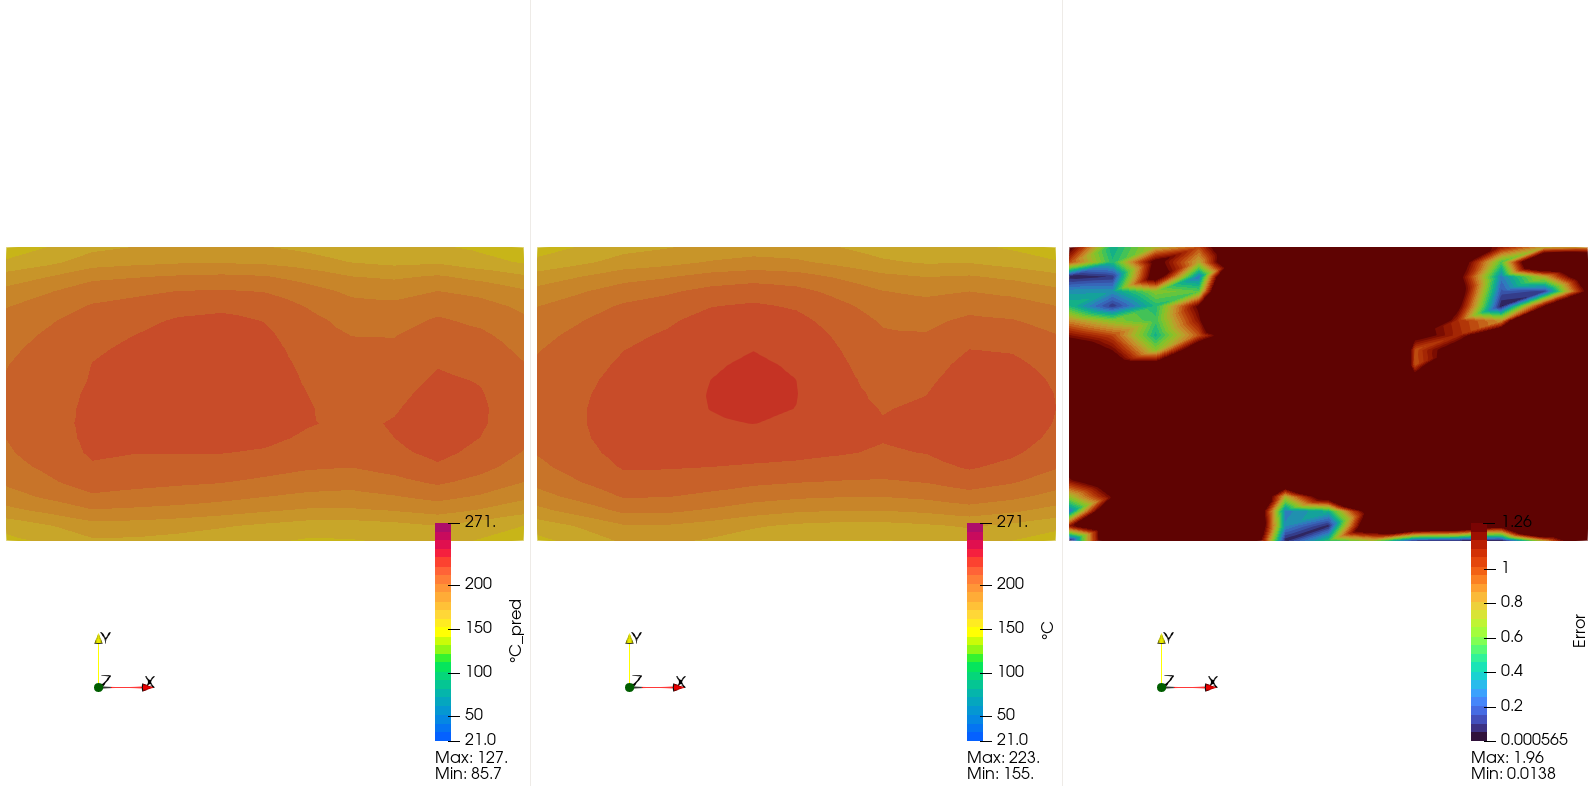 271.
200
150
100
50
21.0
°C_pred
Max: 127.
Min: 85.7
Y
Z
X
271.
200
150
100
50
21.0
°C
Max: 223.
Min: 155.
Y
Z
X
1.26
1
0.8
0.6
0.4
0.2
0.000565
Error
Max: 1.96
Min: 0.0138
Y
Z
X